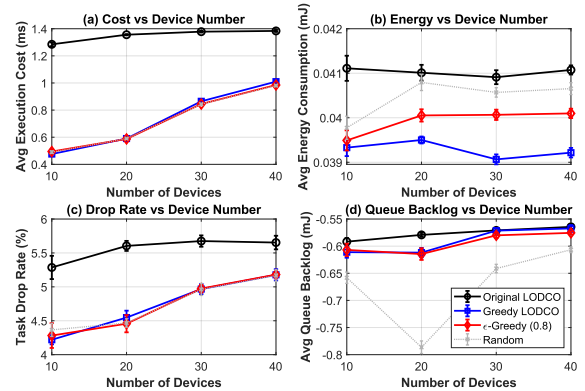 (a) Cost vs Device Number
Avg Execution Cost (ms)
1.4
1.2
1
0.8
0.6
0.4
10 20 30 40
Number of Devices
(b) Energy vs Device Number
Avg Energy Consumption (mJ)
0.042
0.041
0.04
0.039
10 20 30 40
Number of Devices
(c) Drop Rate vs Device Number
Task Drop Rate (%)
6
5.5
5
4.5
4
10 20 30 40
Number of Devices
(d) Queue Backlog vs Device Number
Avg Queue Backlog (mJ)
-0.55
-0.6
-0.65
-0.7
-0.75
-0.8
10 20 30 40
Number of Devices
Original LODCO
Greedy LODCO
ϵ-Greedy (0.8)
Random